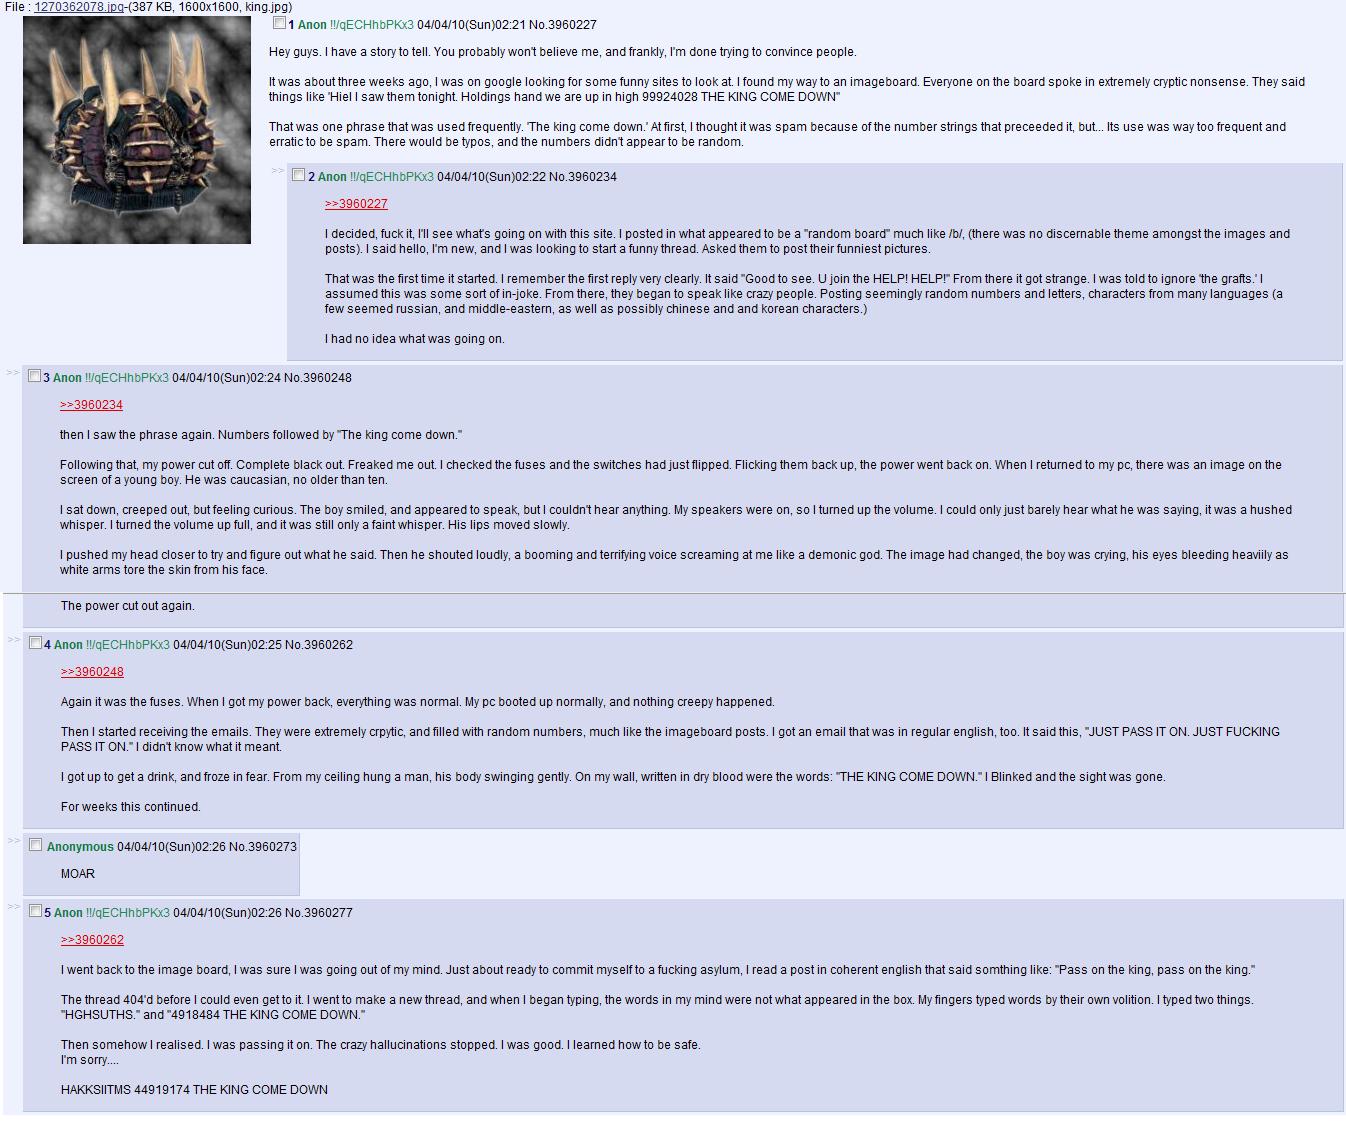 File : 1270362078.jpg-(387 KB, 1600x1600, king.jpg)
1 Anon !!/qECHhbPKx3 04/04/10(Sun)02:21 No.3960227
Hey guys. I have a story to tell. You probably won't believe me, and frankly, I'm done trying to convince people.
It was about three weeks ago, I was on google looking for some funny sites to look at. I found my way to an imageboard. Everyone on the board spoke in extremely cryptic nonsense. They said
things like 'Hiel I saw them tonight. Holdings hand we are up in high 99924028 THE KING COME DOWN"
That was one phrase that was used frequently. 'The king come down.' At first, I thought it was spam because of the number strings that preceeded it, but... Its use was way too frequent and
erratic to be spam. There would be typos, and the numbers didn't appear to be random.
>> 2 Anon !!/qECHhbPKx3 04/04/10(Sun)02:22 No.3960234
>>3960227
I decided, fuck it, I'll see what's going on with this site. I posted in what appeared to be a "random board" much like /b/, (there was no discernable theme amongst the images and
posts). I said hello, I'm new, and I was looking to start a funny thread. Asked them to post their funniest pictures.
That was the first time it started. I remember the first reply very clearly. It said "Good to see. U join the HELP! HELP!" From there it got strange. I was told to ignore 'the grafts.' I
assumed this was some sort of in-joke. From there, they began to speak like crazy people. Posting seemingly random numbers and letters, characters from many languages (a
few seemed russian, and middle-eastern, as well as possibly chinese and and korean characters.)
I had no idea what was going on.
>> 3 Anon !!/qECHhbPKx3 04/04/10(Sun)02:24 No.3960248
>>3960234
then I saw the phrase again. Numbers followed by "The king come down."
Following that, my power cut off. Complete black out. Freaked me out. I checked the fuses and the switches had just flipped. Flicking them back up, the power went back on. When I returned to my pc, there was an image on the
screen of a young boy. He was caucasian, no older than ten.
I sat down, creeped out, but feeling curious. The boy smiled, and appeared to speak, but I couldn't hear anything. My speakers were on, so I turned up the volume. I could only just barely hear what he was saying, it was a hushed
whisper. I turned the volume up full, and it was still only a faint whisper. His lips moved slowly.
I pushed my head closer to try and figure out what he said. Then he shouted loudly, a booming and terrifying voice screaming at me like a demonic god. The image had changed, the boy was crying, his eyes bleeding heaviily as
white arms tore the skin from his face.
The power cut out again.
>> 4 Anon !!/qECHhbPKx3 04/04/10(Sun)02:25 No.3960262
>>3960248
Again it was the fuses. When I got my power back, everything was normal. My pc booted up normally, and nothing creepy happened.
Then I started receiving the emails. They were extremely crpytic, and filled with random numbers, much like the imageboard posts. I got an email that was in regular english, too. It said this, "JUST PASS IT ON. JUST FUCKING
PASS IT ON." I didn't know what it meant.
I got up to get a drink, and froze in fear. From my ceiling hung a man, his body swinging gently. On my wall, written in dry blood were the words: "THE KING COME DOWN." I Blinked and the sight was gone.
For weeks this continued.
>> Anonymous 04/04/10(Sun)02:26 No.3960273
MOAR
>> 5 Anon !!/qECHhbPKx3 04/04/10(Sun)02:26 No.3960277
>>3960262
I went back to the image board, I was sure I was going out of my mind. Just about ready to commit myself to a fucking asylum, I read a post in coherent english that said somthing like: "Pass on the king, pass on the king."
The thread 404'd before I could even get to it. I went to make a new thread, and when I began typing, the words in my mind were not what appeared in the box. My fingers typed words by their own volition. I typed two things.
"HGHSUTHS." and "4918484 THE KING COME DOWN."
Then somehow I realised. I was passing it on. The crazy hallucinations stopped. I was good. I learned how to be safe.
I'm sorry....
HAKKSIITMS 44919174 THE KING COME DOWN